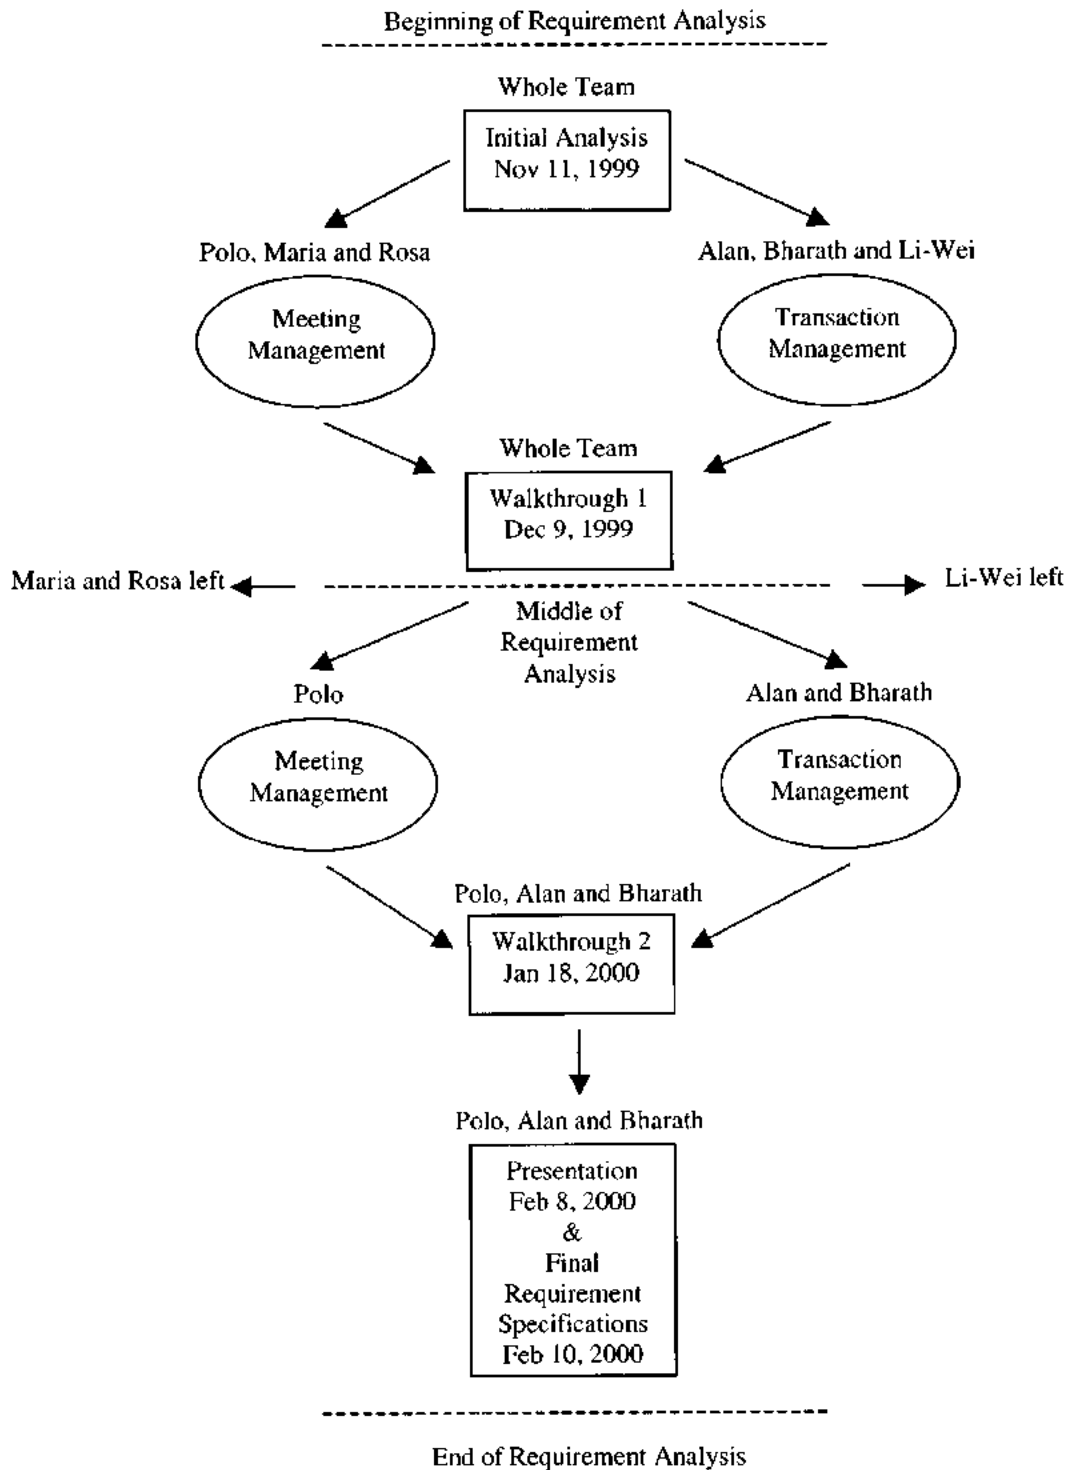 Beginning of Requirement Analysis
Whole Team
Initial Analysis
Nov 11, 1999
Polo, Maria and Rosa
Alan, Bharath and Li-Wei
Meeting
Management
Transaction
Management
Whole Team
Walkthrough 1
Dec 9, 1999
Maria and Rosa left
Li-Wei left
Middle of
Requirement
Analysis
Polo
Alan and Bharath
Meeting
Management
Transaction
Management
Polo, Alan and Bharath
Walkthrough 2
Jan 18, 2000
Polo, Alan and Bharath
Presentation
Feb 8, 2000
&
Final
Requirement
Specifications
Feb 10, 2000
End of Requirement Analysis